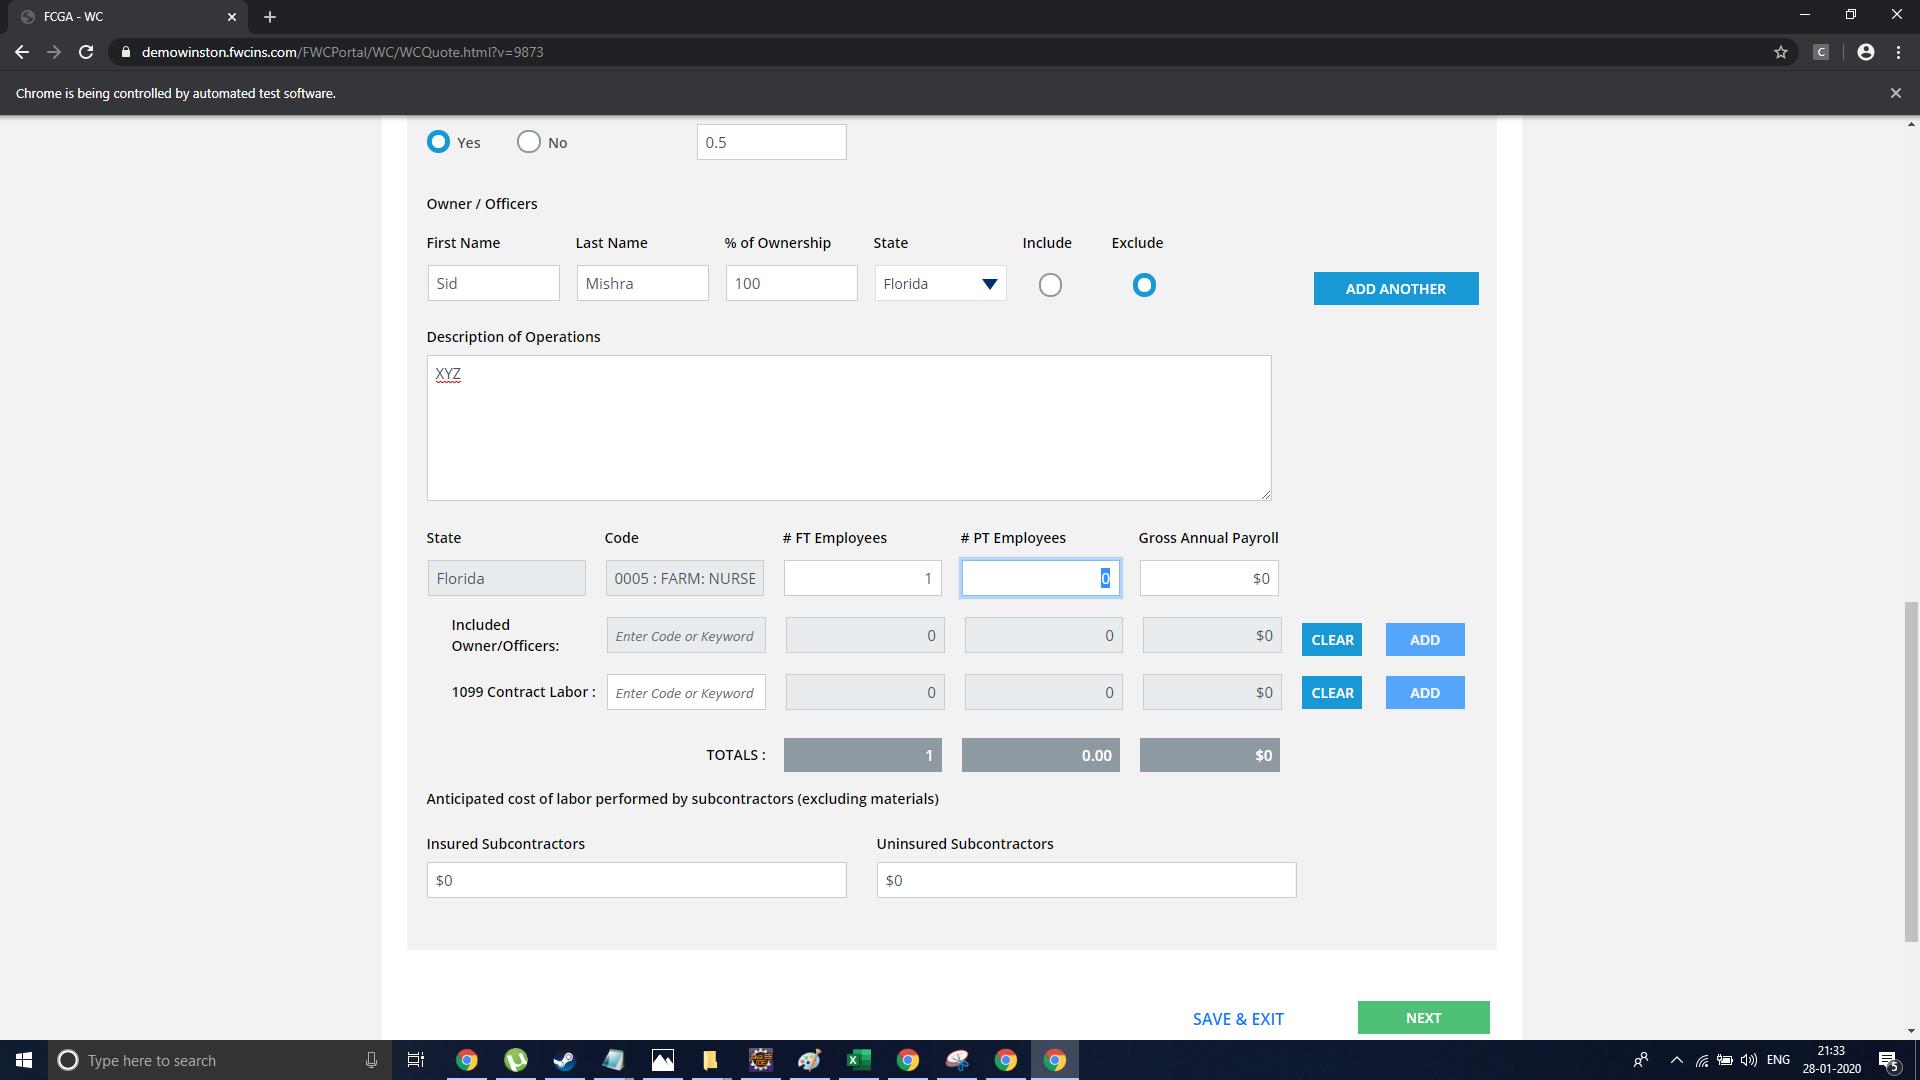 FCGA - WC
demowinston.fwcins.com/FWCPortal/WC/WCQuote.html?v=9873
C
Chrome is being controlled by automated test software.
Yes No 0.5
Owner / Officers
First Name Last Name % of Ownership State Include Exclude
Sid Mishra 100 Florida
ADD ANOTHER
Description of Operations
XYZ
State Code # FT Employees # PT Employees Gross Annual Payroll
Florida 0005 : FARM: NURSE 1 0 $0
Included
Owner/Officers: Enter Code or Keyword 0 0 $0 CLEAR ADD
1099 Contract Labor : Enter Code or Keyword 0 0 $0 CLEAR ADD
TOTALS : 1 0.00 $0
Anticipated cost of labor performed by subcontractors (excluding materials)
Insured Subcontractors Uninsured Subcontractors
$0 $0
SAVE & EXIT NEXT
Type here to search
ENG
21:33
28-01-2020
5